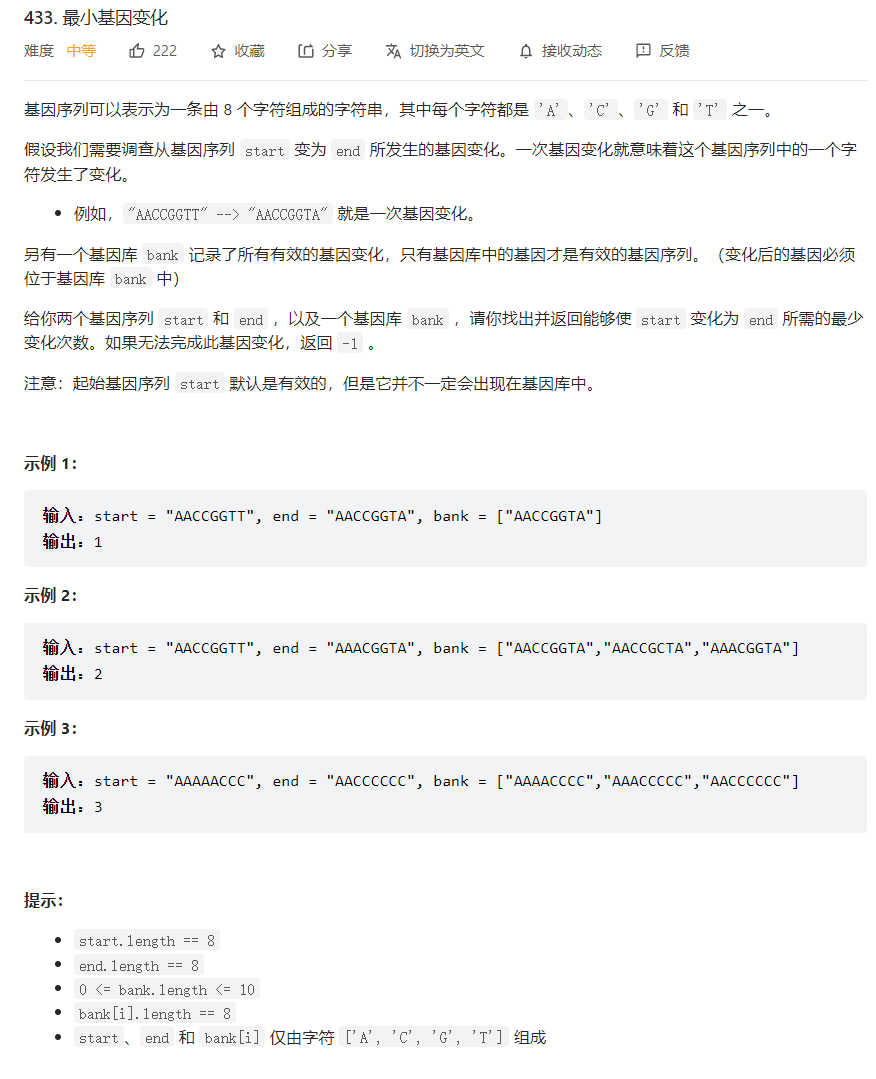 433. 最小基因变化
难度 中等 222 收藏 分享 切换为英文 接收动态 反馈
基因序列可以表示为一条由 8 个字符组成的字符串，其中每个字符都是 'A'、'C'、'G' 和 'T' 之一。
假设我们需要调查从基因序列 start 变为 end 所发生的基因变化。一次基因变化就意味着这个基因序列中的一个字
符发生了变化。
• 例如，"AACCGGTT" --> "AACCGGTA" 就是一次基因变化。
另有一个基因库 bank 记录了所有有效的基因变化，只有基因库中的基因才是有效的基因序列。（变化后的基因必须
位于基因库 bank 中）
给你两个基因序列 start 和 end ，以及一个基因库 bank ，请你找出并返回能够使 start 变化为 end 所需的最少
变化次数。如果无法完成此基因变化，返回 -1 。
注意：起始基因序列 start 默认是有效的，但是它并不一定会出现在基因库中。
示例 1：
输入：start = "AACCGGTT", end = "AACCGGTA", bank = ["AACCGGTA"]
输出：1
示例 2：
输入：start = "AACCGGTT", end = "AAACGGTA", bank = ["AACCGGTA","AACCGCTA","AAACGGTA"]
输出：2
示例 3：
输入：start = "AAAAACCC", end = "AACCCCCC", bank = ["AAAACCCC","AAACCCCC","AACCCCCC"]
输出：3
提示：
• start.length == 8
• end.length == 8
• 0 <= bank.length <= 10
• bank[i].length == 8
• start、end 和 bank[i] 仅由字符 ['A', 'C', 'G', 'T'] 组成